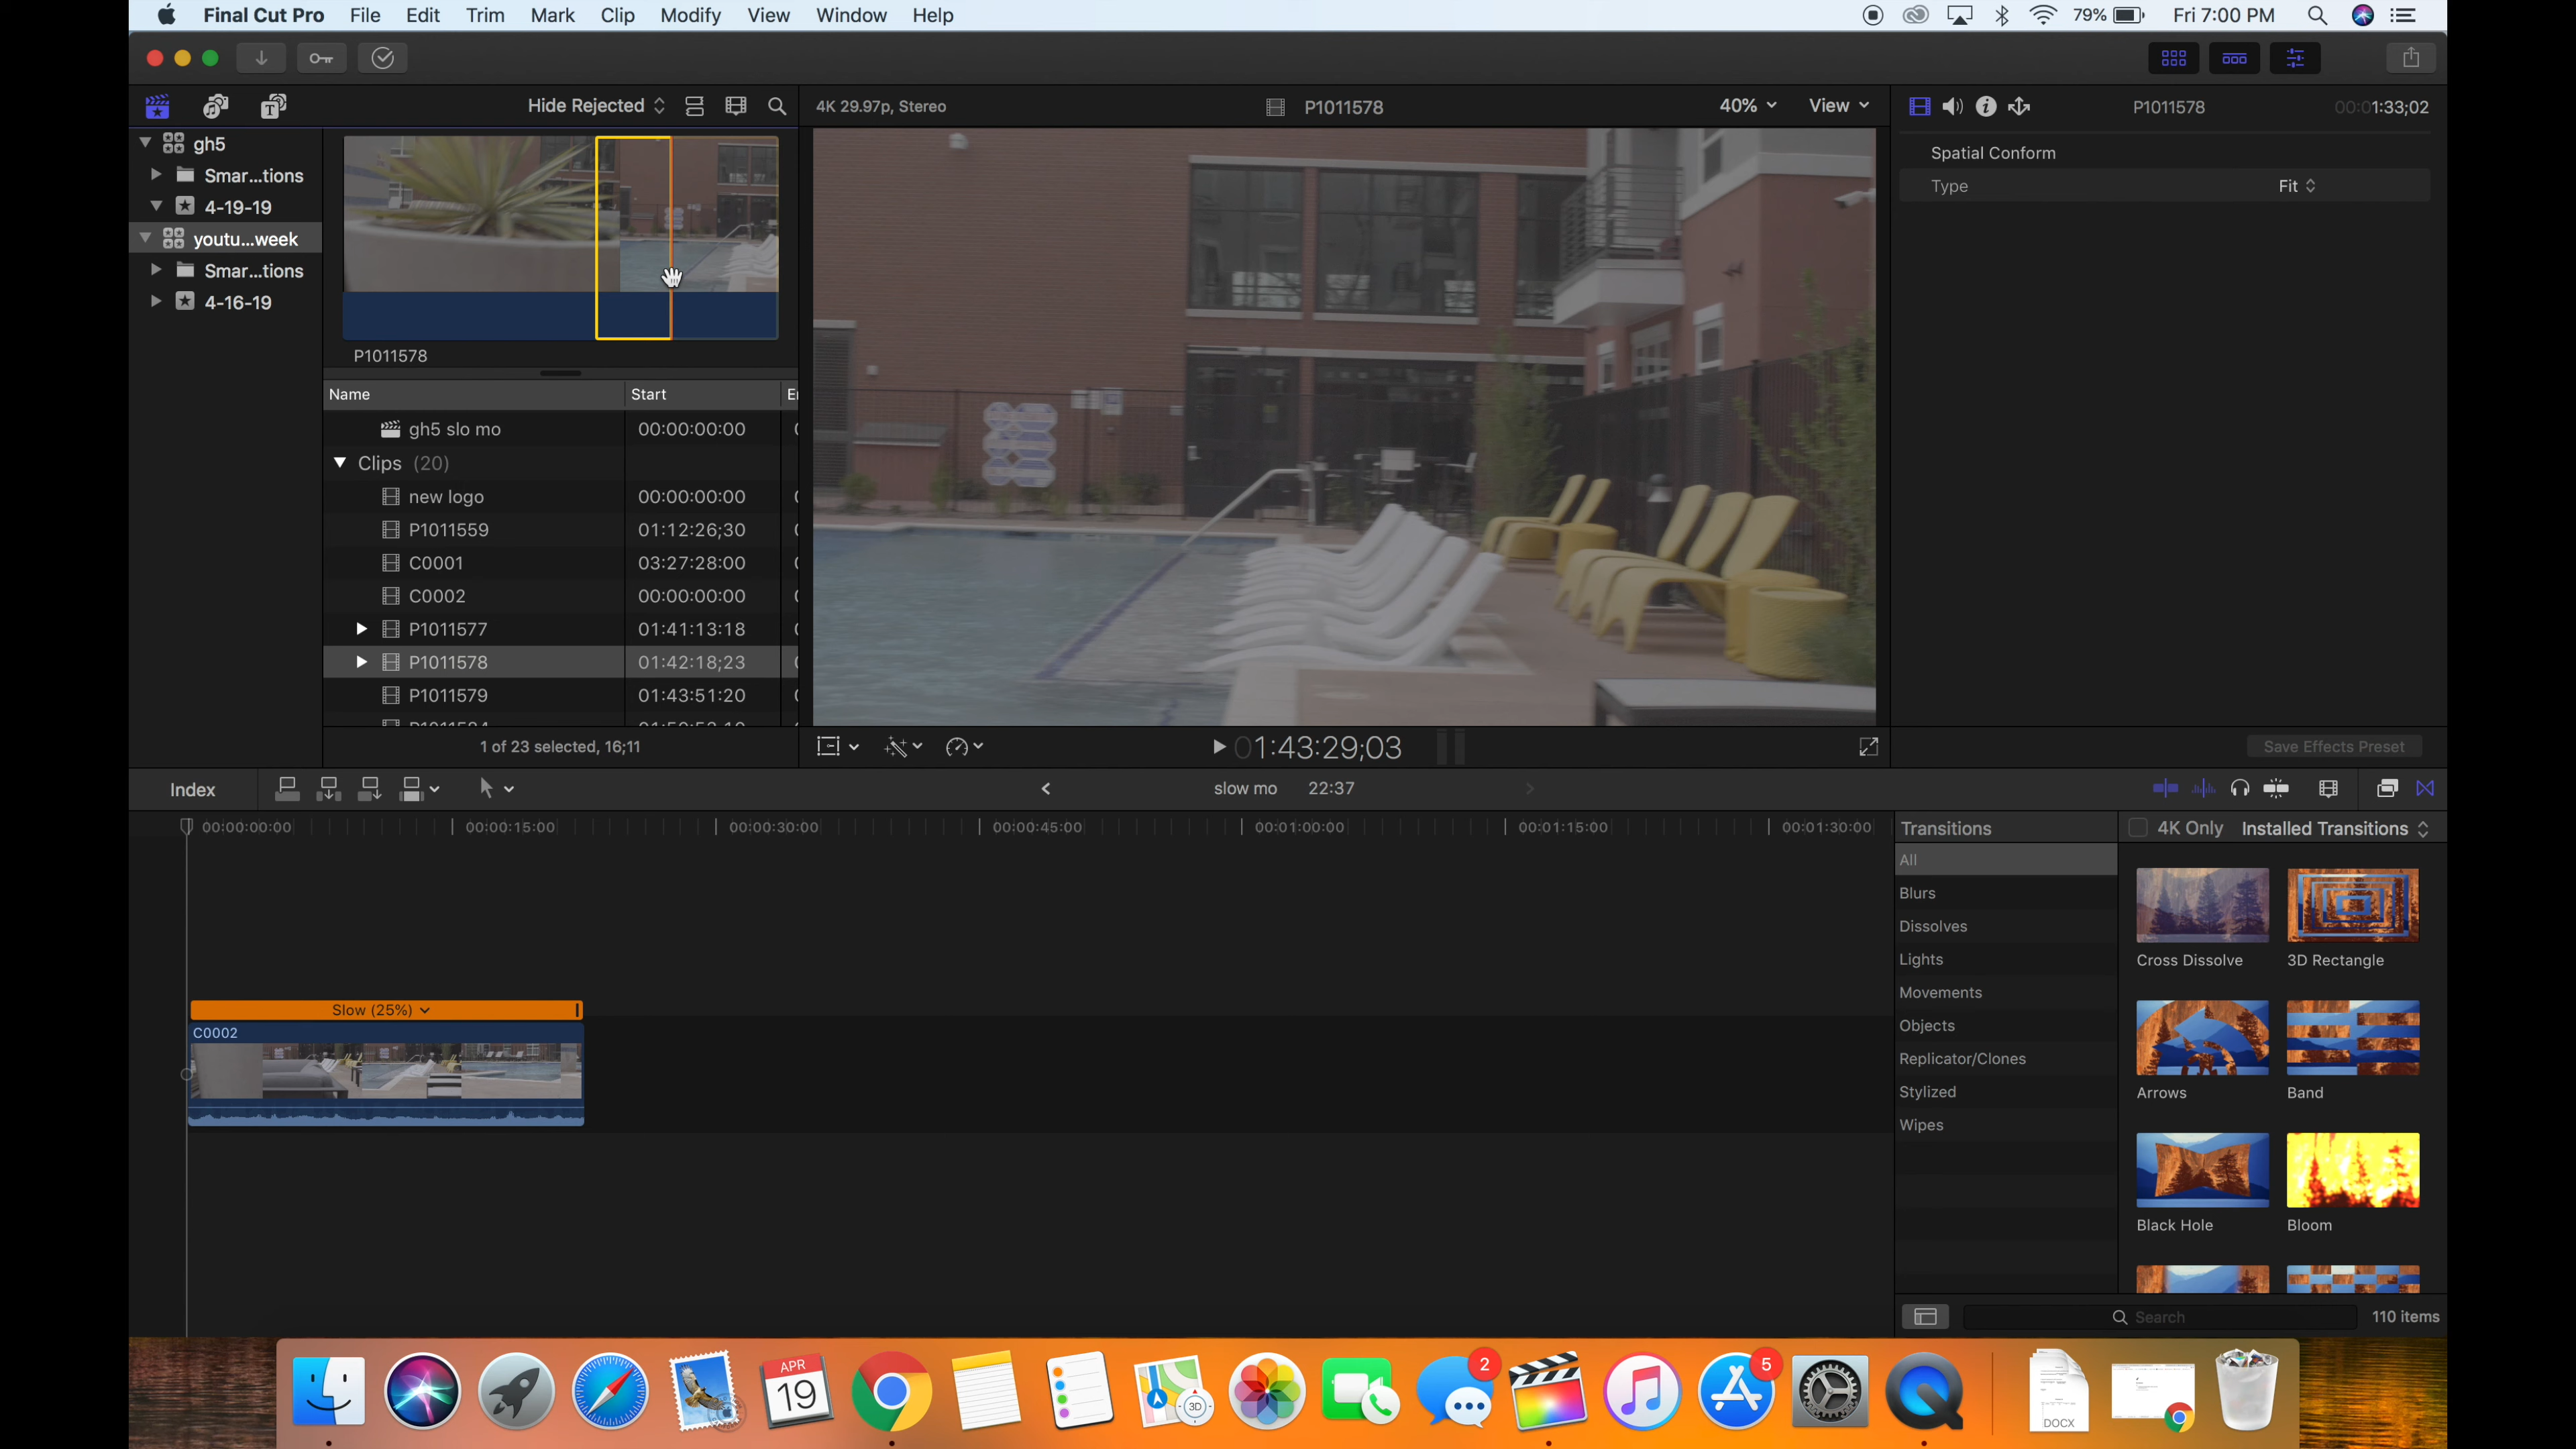 Final Cut Pro File Edit Trim Mark Clip Modify View Window Help 79% Fri 7:00 PM
Hide Rejected
4K 29.97p, Stereo
P1011578
40% View
P1011578
00:01:33;02
gh5
Smar...tions
4-19-19
youtu...week
Smar...tions
4-16-19
P1011578
Spatial Conform
Type Fit
Name Start
gh5 slo mo 00:00:00:00
Clips (20)
new logo 00:00:00:00
P1011559 01:12:26;30
C0001 03:27:28:00
C0002 00:00:00:00
P1011577 01:41:13:18
P1011578 01:42:18;23
P1011579 01:43:51:20
1 of 23 selected, 16;11
01:43:29;03
Save Effects Preset
Index
slow mo 22:37
00:00:00:00 00:00:15:00 00:00:30:00 00:00:45:00 00:01:00:00 00:01:15:00 00:01:30:00
Slow (25%)
C0002
Transitions
4K Only Installed Transitions
All
Blurs
Dissolves
Lights
Movements
Objects
Replicator/Clones
Stylized
Wipes
Cross Dissolve 3D Rectangle
Arrows Band
Black Hole Bloom
Search
110 items
APR
19
3D
2
5
DOCX